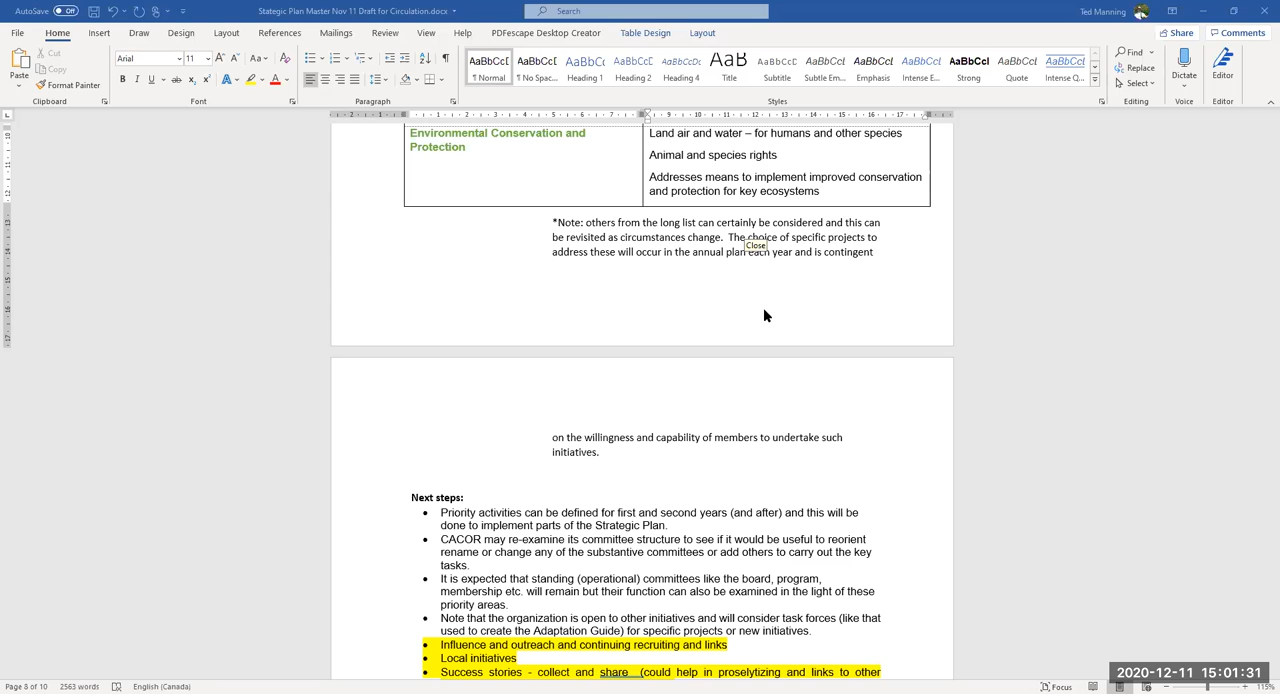 AutoSave Off Stategic Plan Master Nov 11 Draft for Circulation.docx Search Ted Manning
File Home Insert Draw Design Layout References Mailings Review View Help PDFescape Desktop Creator Table Design Layout Share Comments
Paste
Cut
Copy
Format Painter
Clipboard
Arial 11
Font
Paragraph
AaBbCcI AaBbCcI AaBbCc AaBbCcI AaBbCcI AaB AaBbCcD AaBbCcI AaBbCcI AaBbCcI AaBbCcI AaBbCcI AaBbCcI
¶ Normal ¶ No Spac... Heading 1 Heading 2 Heading 4 Title Subtitle Subtle Em... Emphasis Intense E... Strong Quote Intense Q...
Styles
Find
Replace
Select
Editing
Dictate
Voice
Editor
Editor
Environmental Conservation and
Protection
Land air and water – for humans and other species
Animal and species rights
Addresses means to implement improved conservation
and protection for key ecosystems
*Note: others from the long list can certainly be considered and this can
be revisited as circumstances change.  The choice of specific projects to
Close
address these will occur in the annual plan each year and is contingent
on the willingness and capability of members to undertake such
initiatives.
Next steps:
• Priority activities can be defined for first and second years (and after) and this will be
done to implement parts of the Strategic Plan.
• CACOR may re-examine its committee structure to see if it would be useful to reorient
rename or change any of the substantive committees or add others to carry out the key
tasks.
• It is expected that standing (operational) committees like the board, program,
membership etc. will remain but their function can also be examined in the light of these
priority areas.
• Note that the organization is open to other initiatives and will consider task forces (like that
used to create the Adaptation Guide) for specific projects or new initiatives.
• Influence and outreach and continuing recruiting and links
• Local initiatives
• Success stories - collect and share (could help in proselytizing and links to other
2020-12-11 15:01:31
Page 8 of 10 2563 words English (Canada) Focus 115%